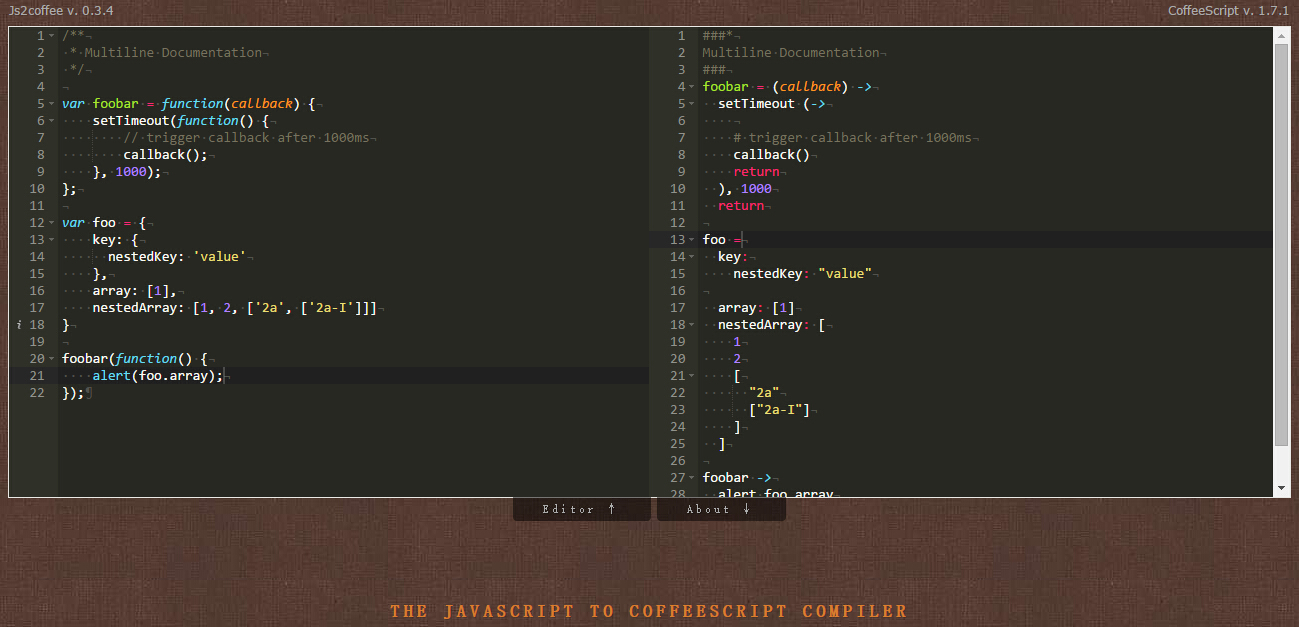 Js2coffee v. 0.3.4
CoffeeScript v. 1.7.1
1 /**
2  * Multiline Documentation
3  */
4
5 var foobar = function(callback) {
6     setTimeout(function() {
7         // trigger callback after 1000ms
8         callback();
9     }, 1000);
10 };
11
12 var foo = {
13     key: {
14       nestedKey: 'value'
15     },
16     array: [1],
17     nestedArray: [1, 2, ['2a', ['2a-I']]]
i 18 }
19
20 foobar(function() {
21     alert(foo.array);
22 });
1 ###*
2 Multiline Documentation
3 ###
4 foobar = (callback) ->
5   setTimeout (->
6
7     # trigger callback after 1000ms
8     callback()
9     return
10   ), 1000
11   return
12
13 foo =
14   key:
15     nestedKey: "value"
16
17   array: [1]
18   nestedArray: [
19     1
20     2
21     [
22       "2a"
23       ["2a-I"]
24     ]
25   ]
26
27 foobar ->
28   alert foo.array
Editor ↑
About ↓
THE JAVASCRIPT TO COFFEESCRIPT COMPILER